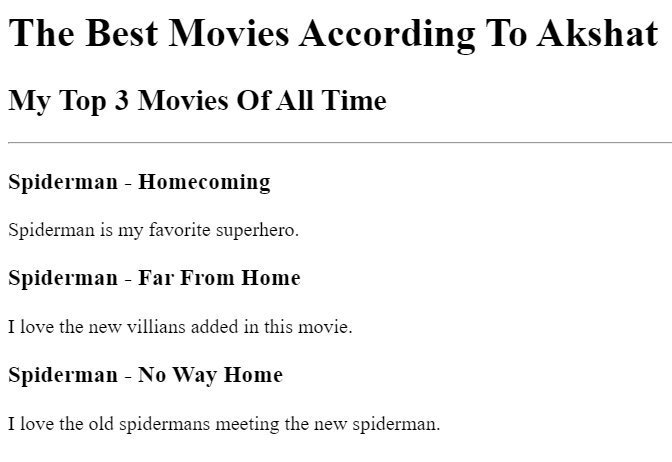 The Best Movies According To Akshat
My Top 3 Movies Of All Time
Spiderman - Homecoming
Spiderman is my favorite superhero.
Spiderman - Far From Home
I love the new villians added in this movie.
Spiderman - No Way Home
I love the old spidermans meeting the new spiderman.